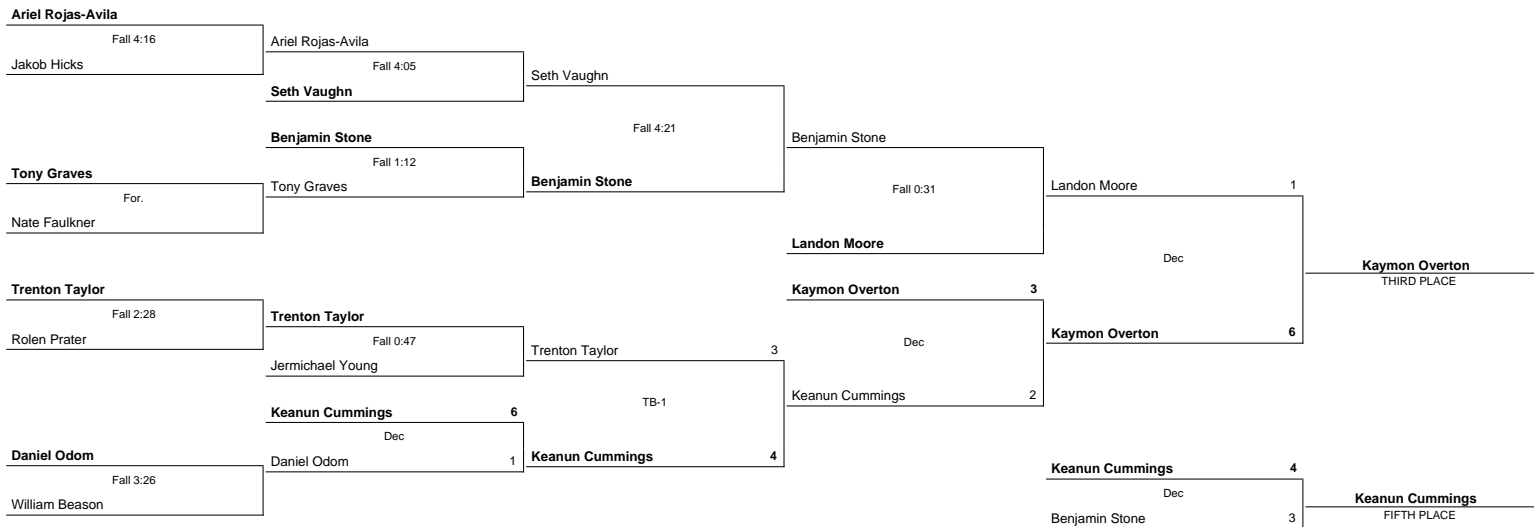 Ariel Rojas-Avila
Fall 4:16
Jakob Hicks
Ariel Rojas-Avila
Fall 4:05
Seth Vaughn
Seth Vaughn
Fall 4:21
Benjamin Stone
Benjamin Stone
Fall 1:12
Tony Graves
Tony Graves
For.
Nate Faulkner
Benjamin Stone
Benjamin Stone
Fall 0:31
Landon Moore
Landon Moore 1
Dec
Kaymon Overton 6
Kaymon Overton
THIRD PLACE
Trenton Taylor
Fall 2:28
Rolen Prater
Trenton Taylor
Fall 0:47
Jermichael Young
Trenton Taylor 3
TB-1
Keanun Cummings 4
Keanun Cummings 6
Dec
Daniel Odom 1
Daniel Odom
Fall 3:26
William Beason
Kaymon Overton 3
Dec
Keanun Cummings 2
Keanun Cummings 4
Dec
Benjamin Stone 3
Keanun Cummings
FIFTH PLACE